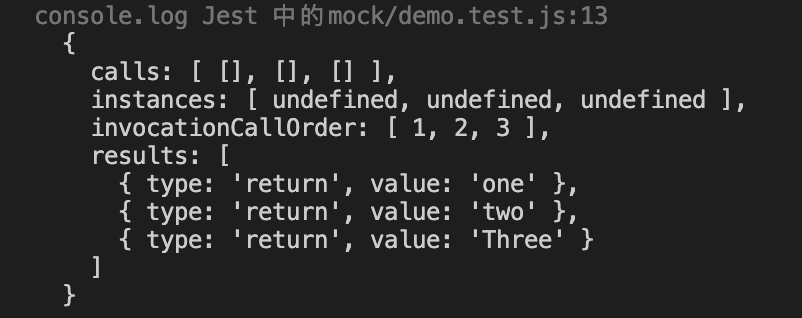 console.log Jest 中的mock/demo.test.js:13
{
calls: [ [], [], [] ],
instances: [ undefined, undefined, undefined ],
invocationCallOrder: [ 1, 2, 3 ],
results: [
{ type: 'return', value: 'one' },
{ type: 'return', value: 'two' },
{ type: 'return', value: 'Three' }
]
}